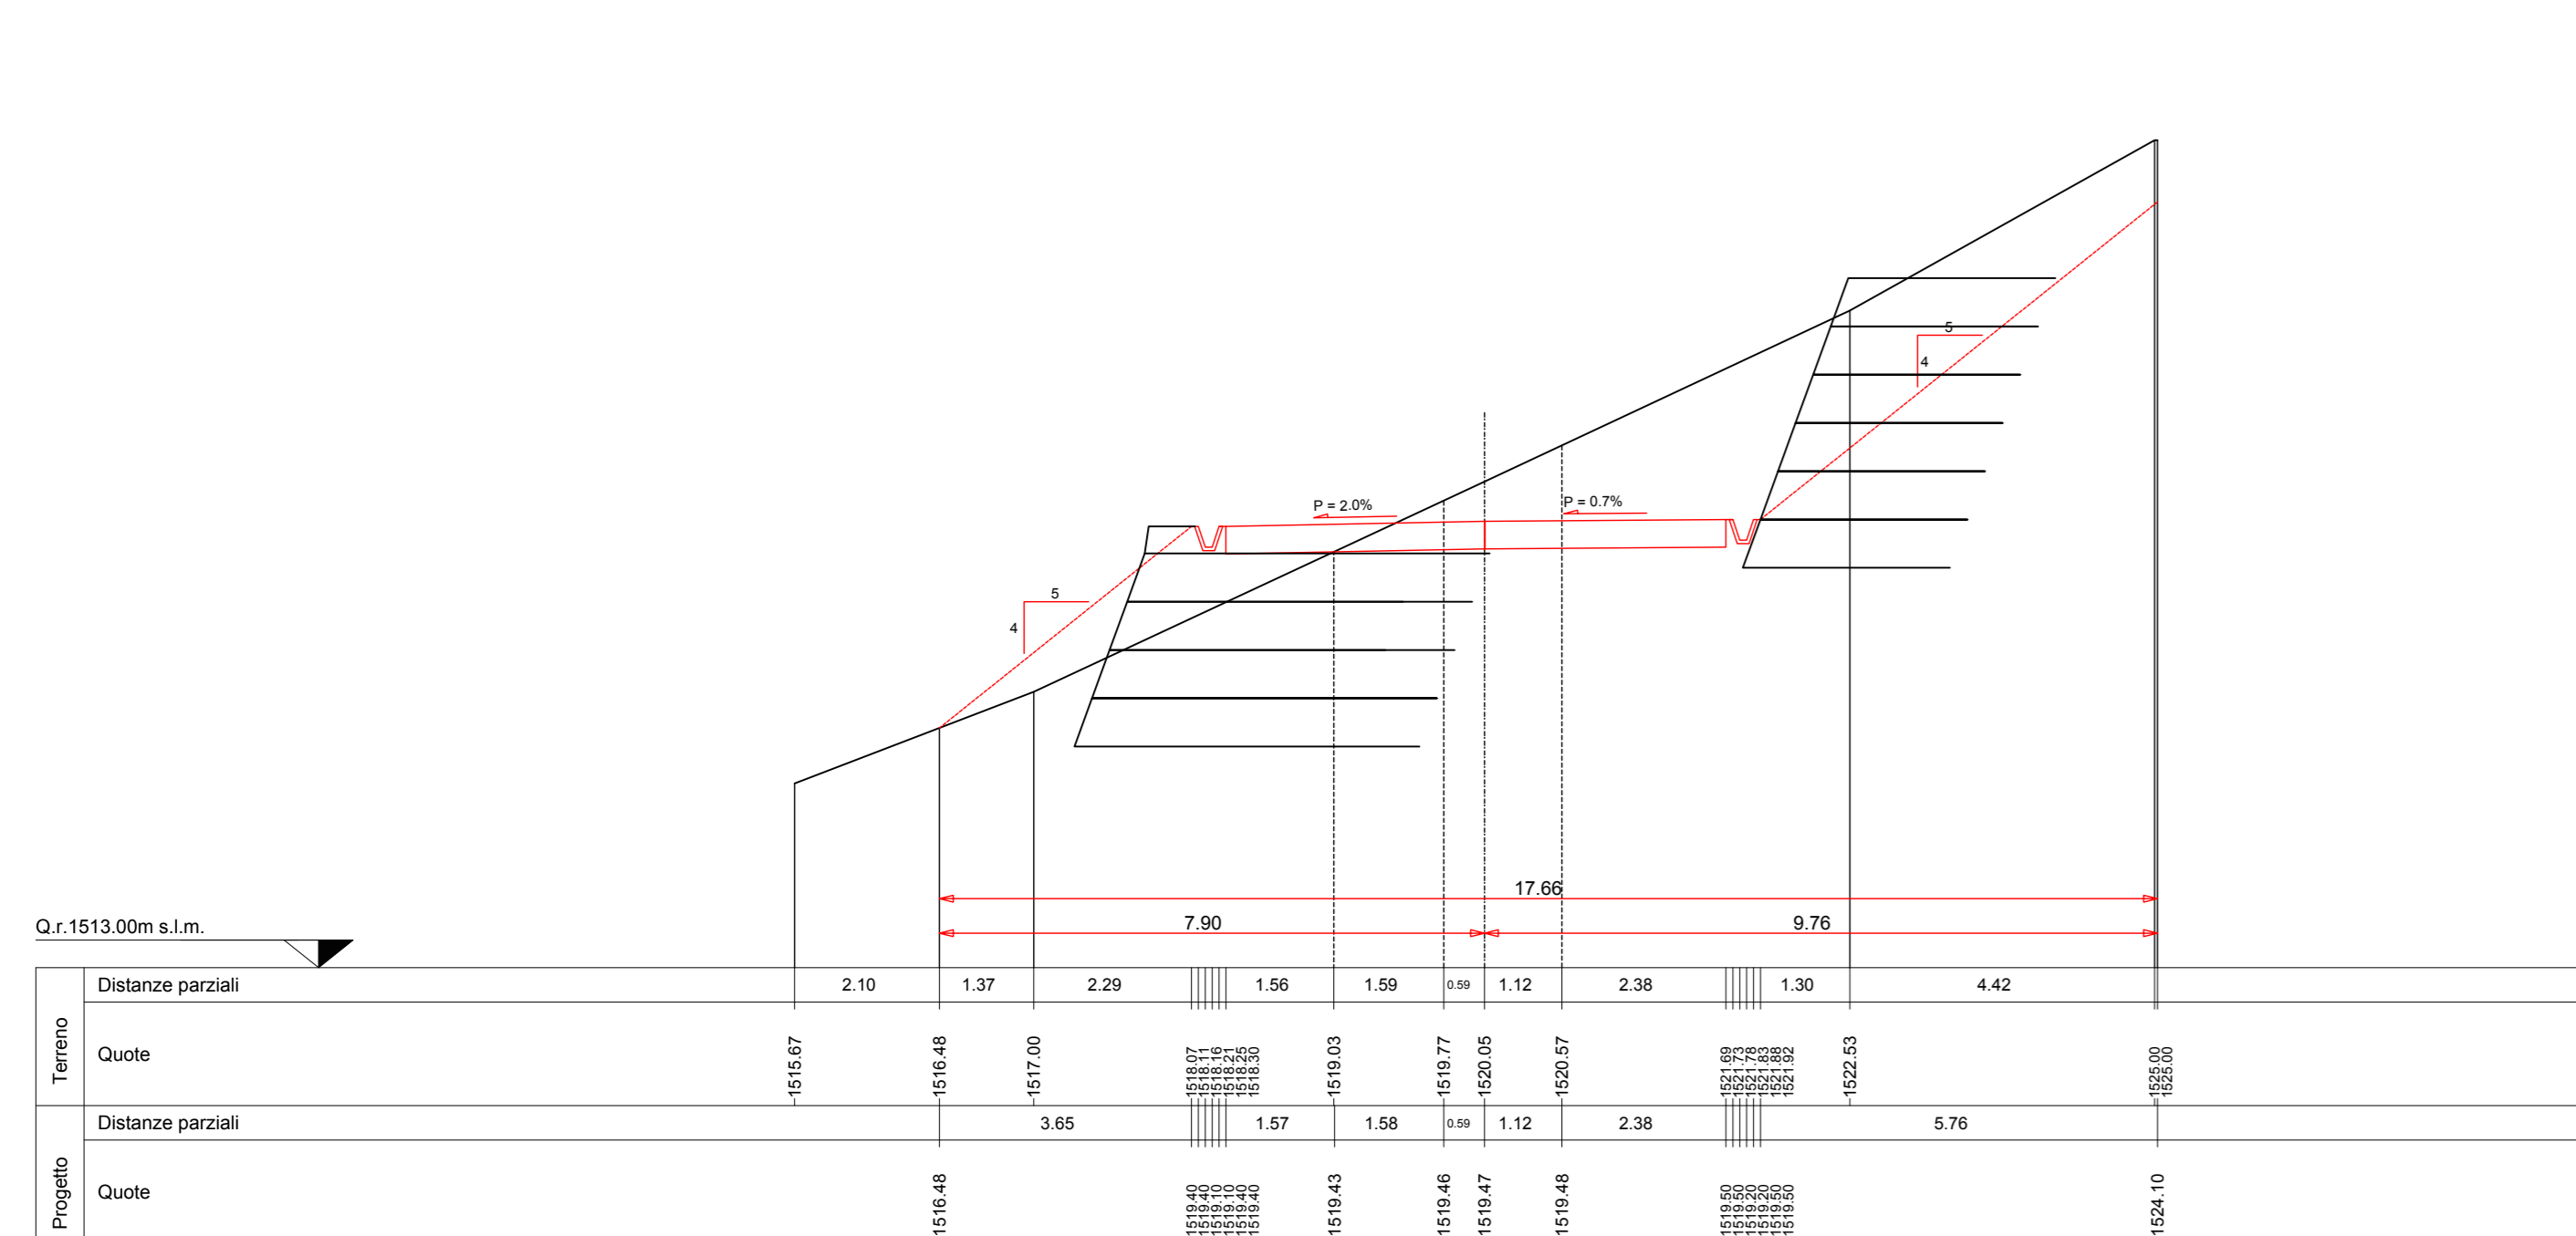 5
4
P = 2.0%
P = 0.7%
5
4
17.66
7.90
9.76
Q.r.1513.00m s.l.m.
Terreno
Distanze parziali
2.10 1.37 2.29 1.56 1.59 0.59 1.12 2.38 1.30 4.42
Quote
1515.67 1516.48 1517.00 1518.07 1518.11 1518.16 1518.21 1518.25 1518.30 1519.03 1519.77 1520.05 1520.57 1521.69 1521.73 1521.78 1521.83 1521.88 1521.92 1522.53 1525.00 1525.00
Progetto
Distanze parziali
3.65 1.57 1.58 0.59 1.12 2.38 5.76
Quote
1516.48 1519.40 1519.40 1519.10 1519.10 1519.40 1519.40 1519.43 1519.46 1519.47 1519.48 1519.50 1519.50 1519.20 1519.20 1519.50 1519.50 1524.10